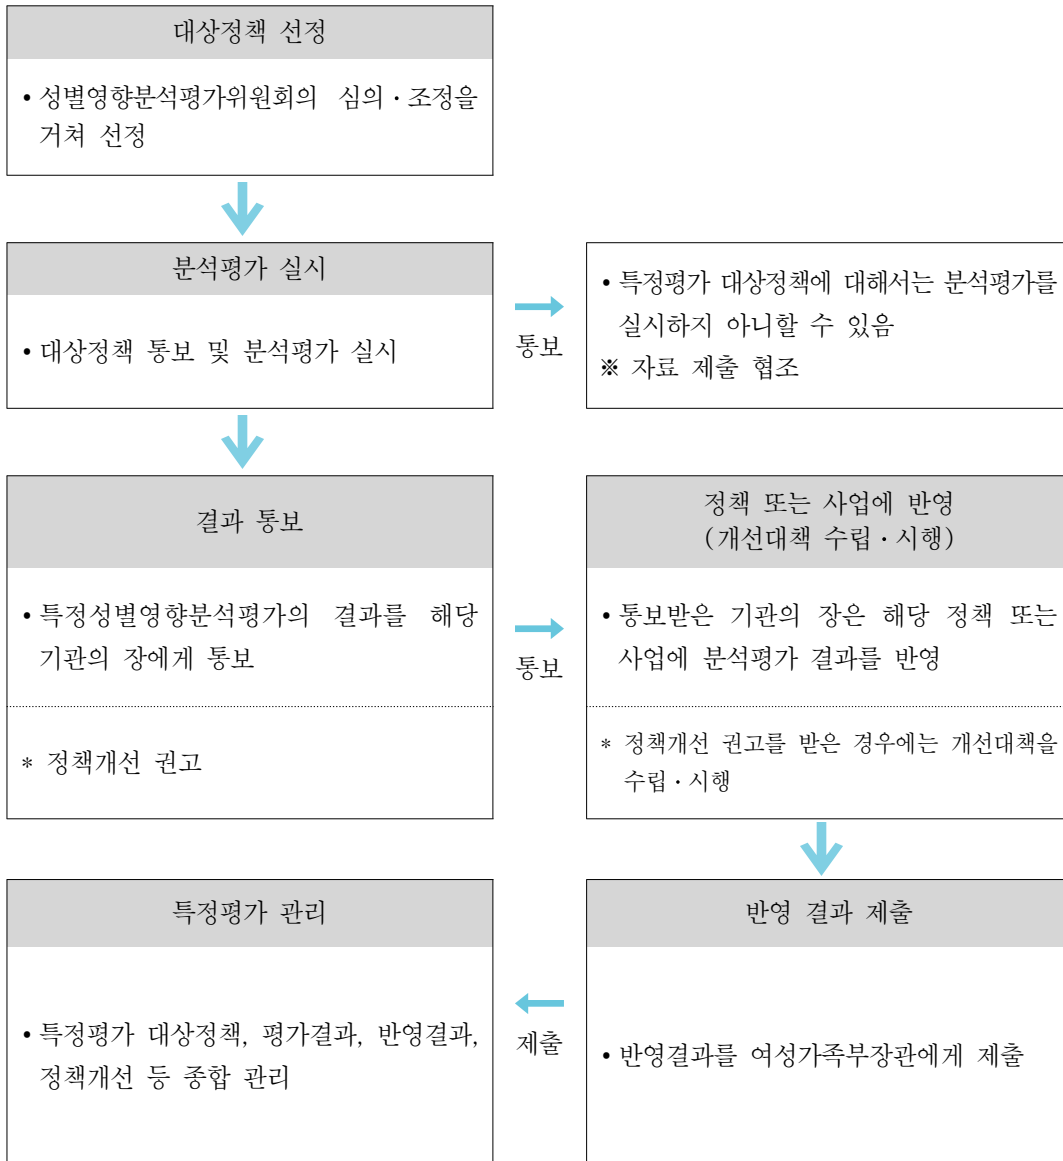 대상정책 선정
• 성별영향분석평가위원회의 심의·조정을
거쳐 선정
분석평가 실시
• 대상정책 통보 및 분석평가 실시
통보
• 특정평가 대상정책에 대해서는 분석평가를
실시하지 아니할 수 있음
※ 자료 제출 협조
결과 통보
• 특정성별영향분석평가의 결과를 해당
기관의 장에게 통보
* 정책개선 권고
통보
정책 또는 사업에 반영
(개선대책 수립·시행)
• 통보받은 기관의 장은 해당 정책 또는
사업에 분석평가 결과를 반영
* 정책개선 권고를 받은 경우에는 개선대책을
수립·시행
반영 결과 제출
• 반영결과를 여성가족부장관에게 제출
제출
특정평가 관리
• 특정평가 대상정책, 평가결과, 반영결과,
정책개선 등 종합 관리